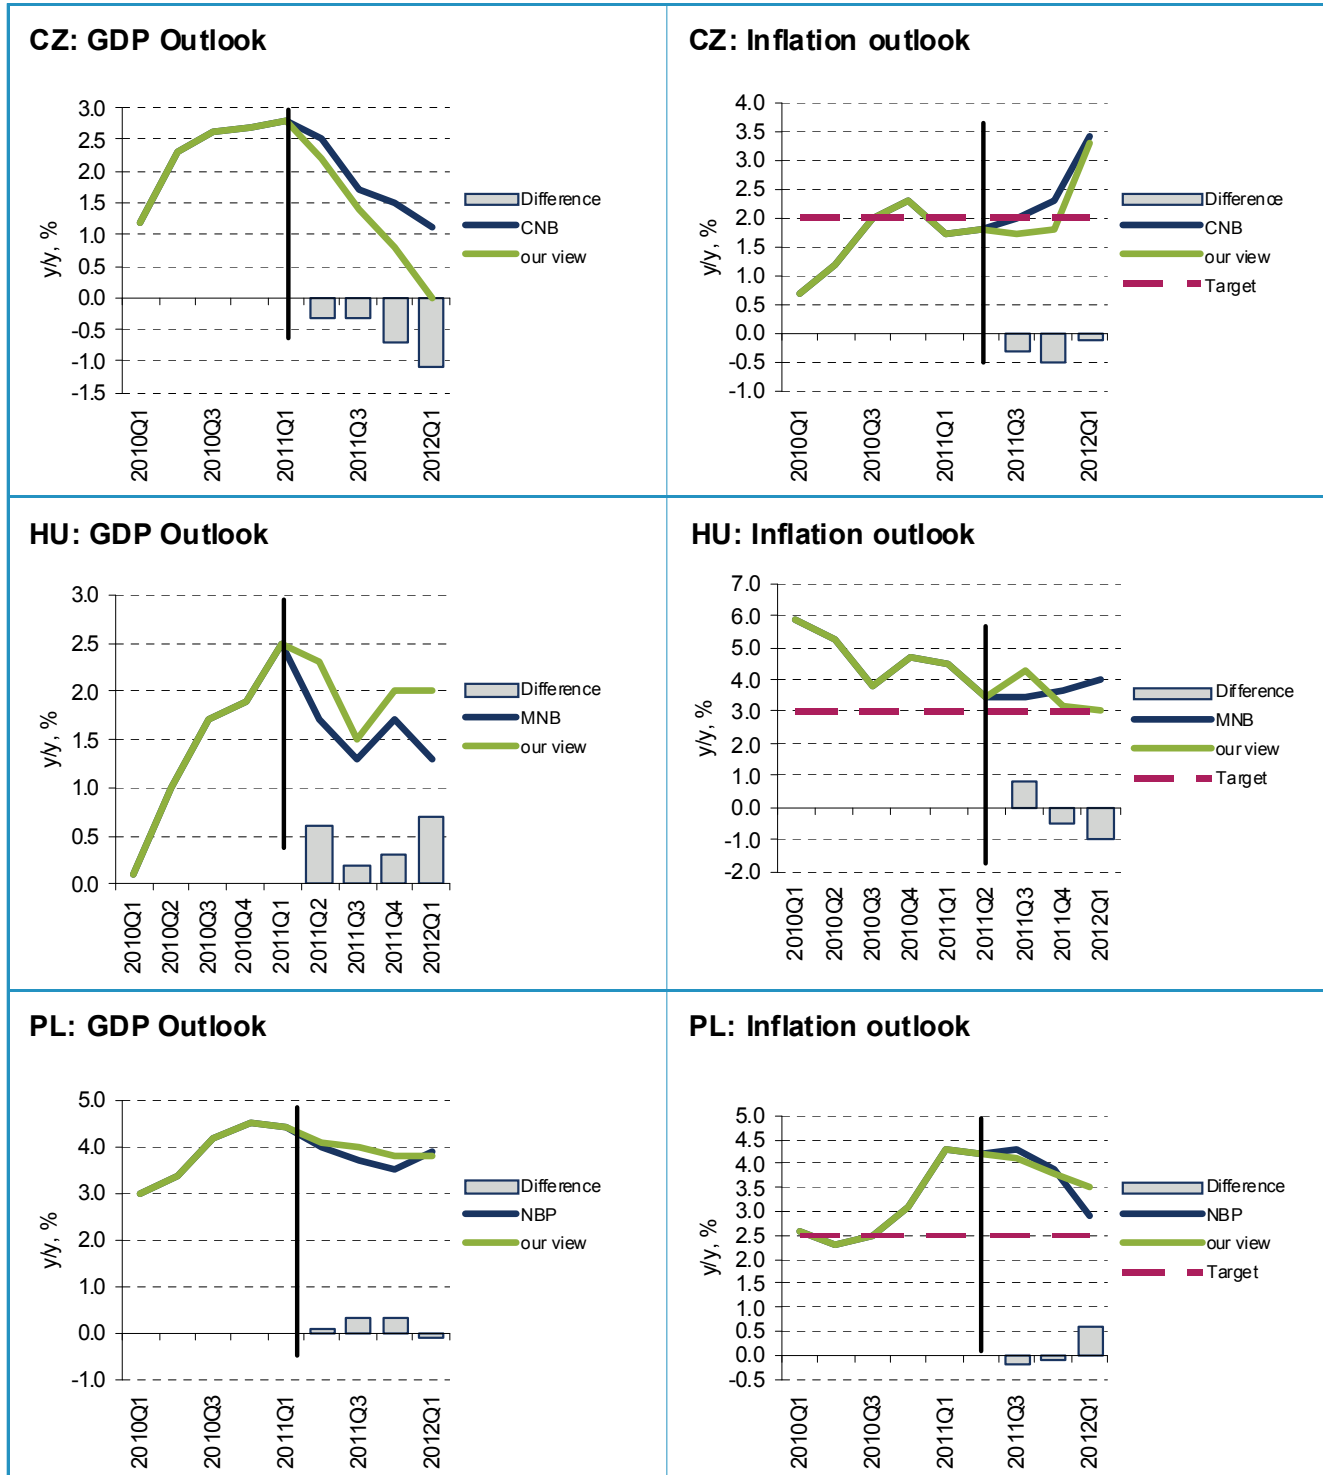 CZ: GDP Outlook
3.0
2.5
2.0
1.5
1.0
0.5
0.0
-0.5
-1.0
-1.5
y/y, %
2010Q1
2010Q3
2011Q1
2011Q3
2012Q1
Difference
CNB
our view
CZ: Inflation outlook
4.0
3.5
3.0
2.5
2.0
1.5
1.0
0.5
0.0
-0.5
-1.0
y/y, %
2010Q1
2010Q3
2011Q1
2011Q3
2012Q1
Difference
CNB
our view
Target
HU: GDP Outlook
3.0
2.5
2.0
1.5
1.0
0.5
0.0
y/y, %
2010Q1
2010Q2
2010Q3
2010Q4
2011Q1
2011Q2
2011Q3
2011Q4
2012Q1
Difference
MNB
our view
HU: Inflation outlook
7.0
6.0
5.0
4.0
3.0
2.0
1.0
0.0
-1.0
-2.0
y/y, %
2010Q1
2010Q2
2010Q3
2010Q4
2011Q1
2011Q2
2011Q3
2011Q4
2012Q1
Difference
MNB
our view
Target
PL: GDP Outlook
5.0
4.0
3.0
2.0
1.0
0.0
-1.0
y/y, %
2010Q1
2010Q3
2011Q1
2011Q3
2012Q1
Difference
NBP
our view
PL: Inflation outlook
5.0
4.5
4.0
3.5
3.0
2.5
2.0
1.5
1.0
0.5
0.0
-0.5
y/y, %
2010Q1
2010Q3
2011Q1
2011Q3
2012Q1
Difference
NBP
our view
Target